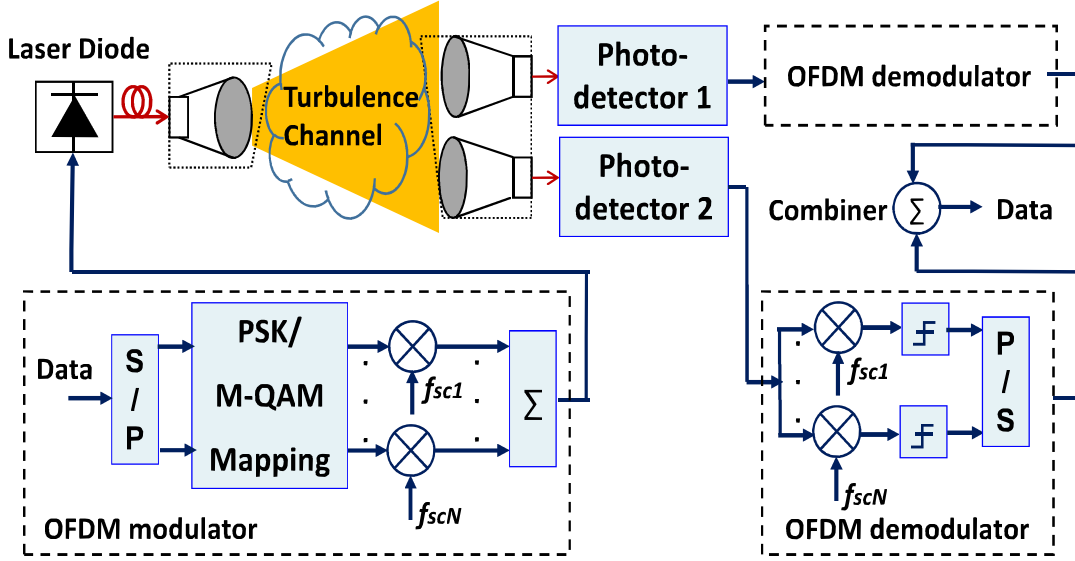 Laser Diode
Turbulence
Channel
Photo-
detector 1
OFDM demodulator
Photo-
detector 2
Combiner
∑
Data
Data
S
/
P
PSK/
M-QAM
Mapping
fsc1
fscN
∑
OFDM modulator
fsc1
fscN
P
/
S
OFDM demodulator